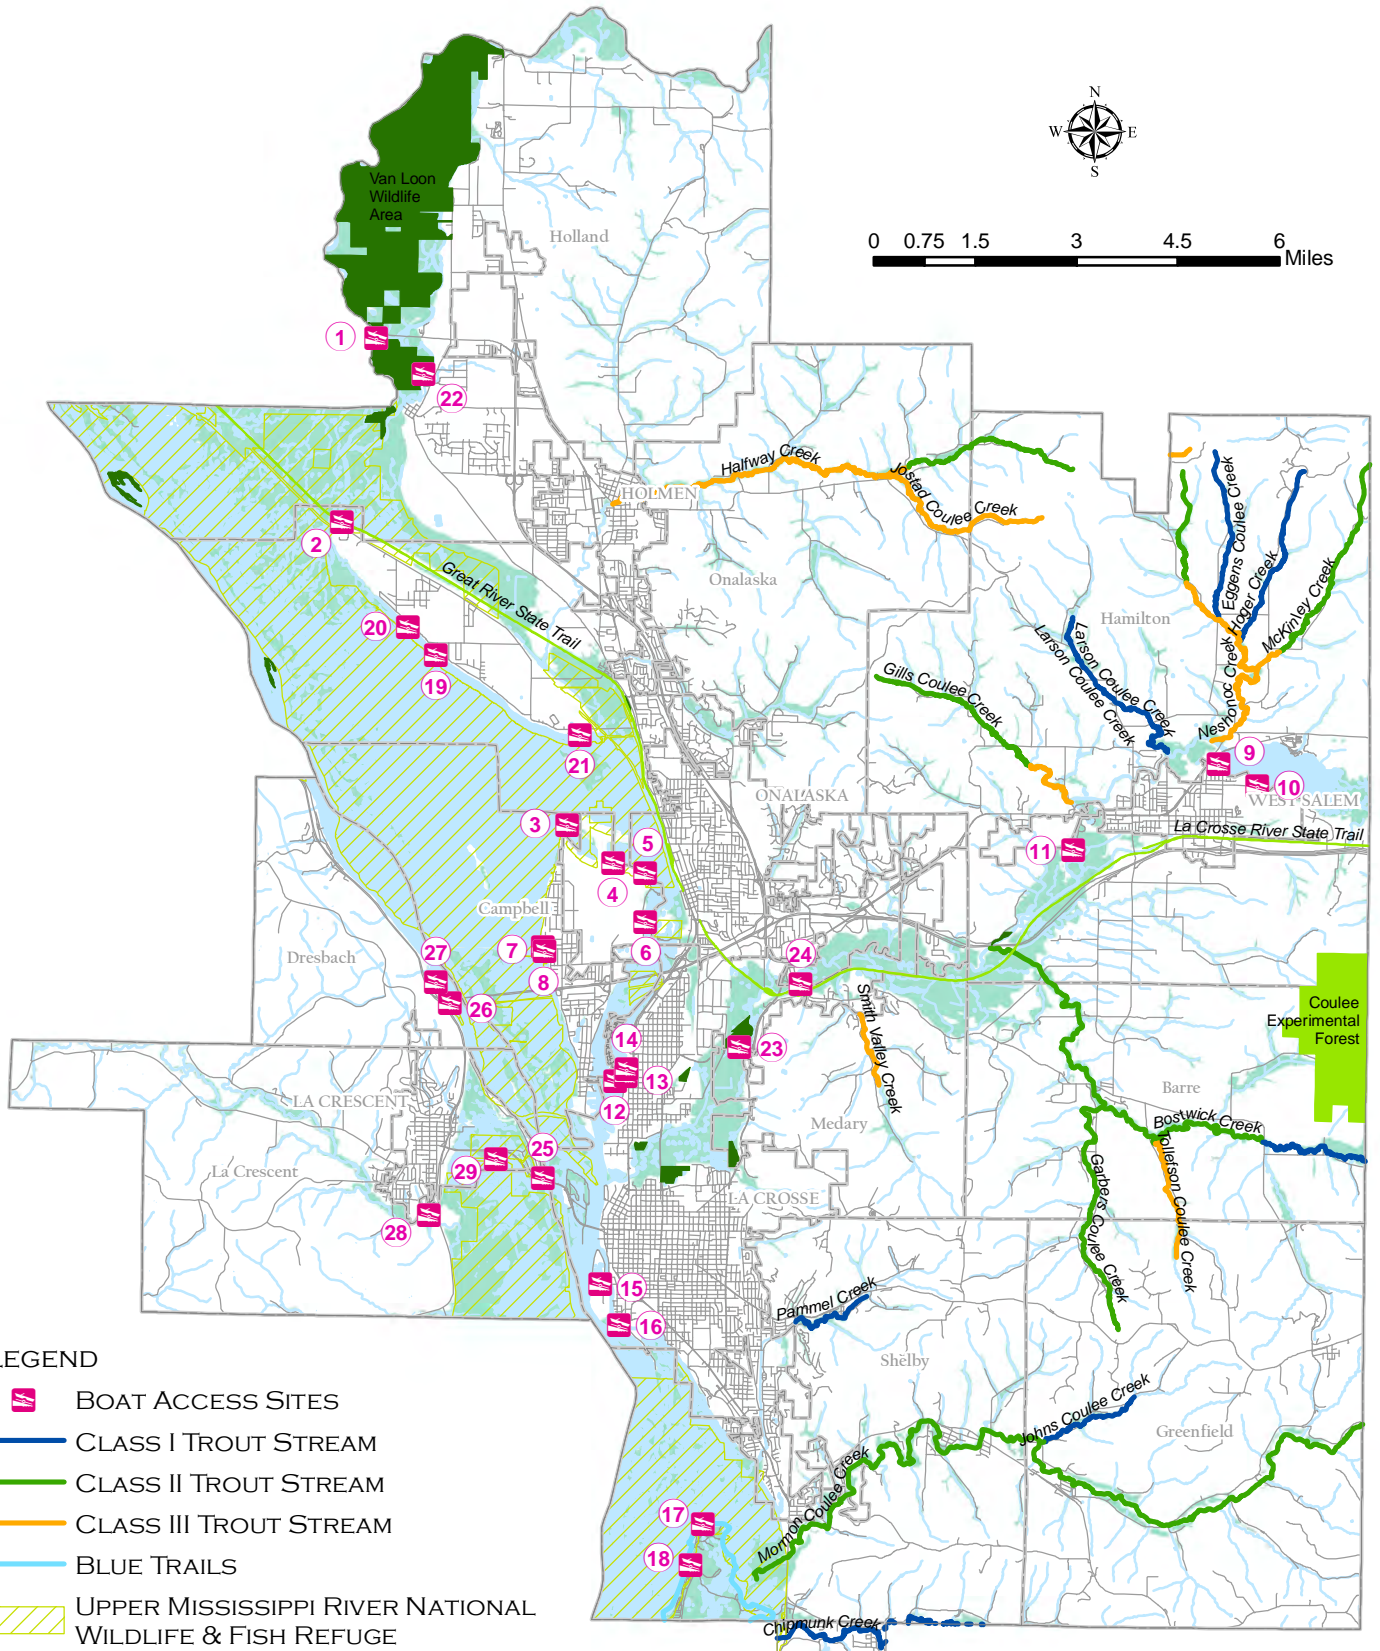 N
W E
S
0 0.75 1.5 3 4.5 6
Miles
Van Loon
Wildlife
Area
Holland
1
22
HOLMEN
Halfway Creek
Jostad Coulee Creek
2
Great River State Trail
Onalaska
Hamilton
Eggens Coulee Creek
Hoger Creek
McKinley Creek
Neshonoc Creek
Larson Coulee Creek
Larson Coulee Creek
Gills Coulee Creek
20
19
21
9
10
WEST SALEM
ONALASKA
La Crosse River State Trail
3
5
4
11
Campbell
Dresbach
27
7
6
24
8
26
Coulee
Experimental
Forest
Smith Valley Creek
14
23
13
12
LA CRESCENT
Barre
Medary
Bostwick Creek
Tollefson Coulee Creek
Garbers Coulee Creek
25
29
La Crescent
LA CROSSE
28
15
16
Pammel Creek
Shelby
Johns Coulee Creek
Greenfield
Mormon Coulee Creek
17
18
Chipmunk Creek
LEGEND
BOAT ACCESS SITES
CLASS I TROUT STREAM
CLASS II TROUT STREAM
CLASS III TROUT STREAM
BLUE TRAILS
UPPER MISSISSIPPI RIVER NATIONAL
WILDLIFE & FISH REFUGE